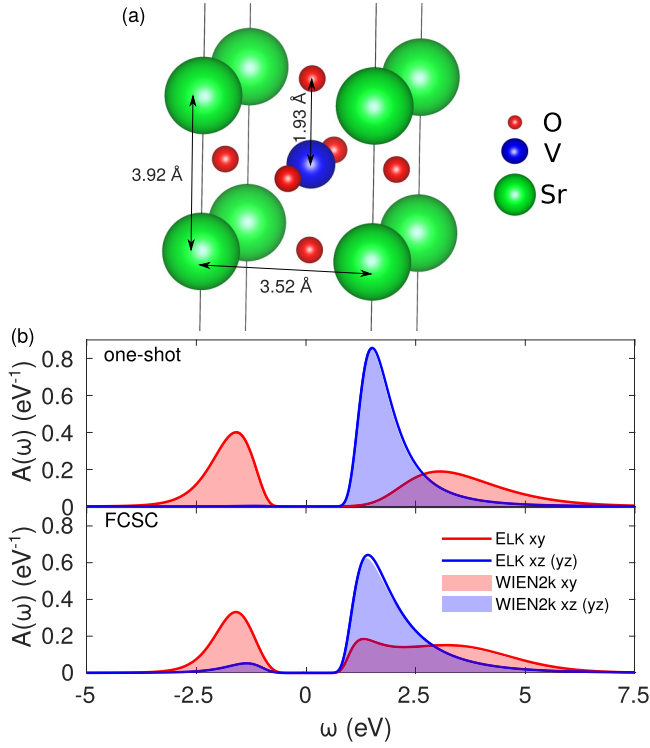 (a)
1.93 Å
3.92 Å
3.52 Å
O
V
Sr
(b)
one-shot
A(ω) (eV⁻¹)
0.8
0.6
0.4
0.2
0
FCSC
A(ω) (eV⁻¹)
0.8
0.6
0.4
0.2
0
ELK xy
ELK xz (yz)
WIEN2k xy
WIEN2k xz (yz)
-5 -2.5 0 2.5 5 7.5
ω (eV)